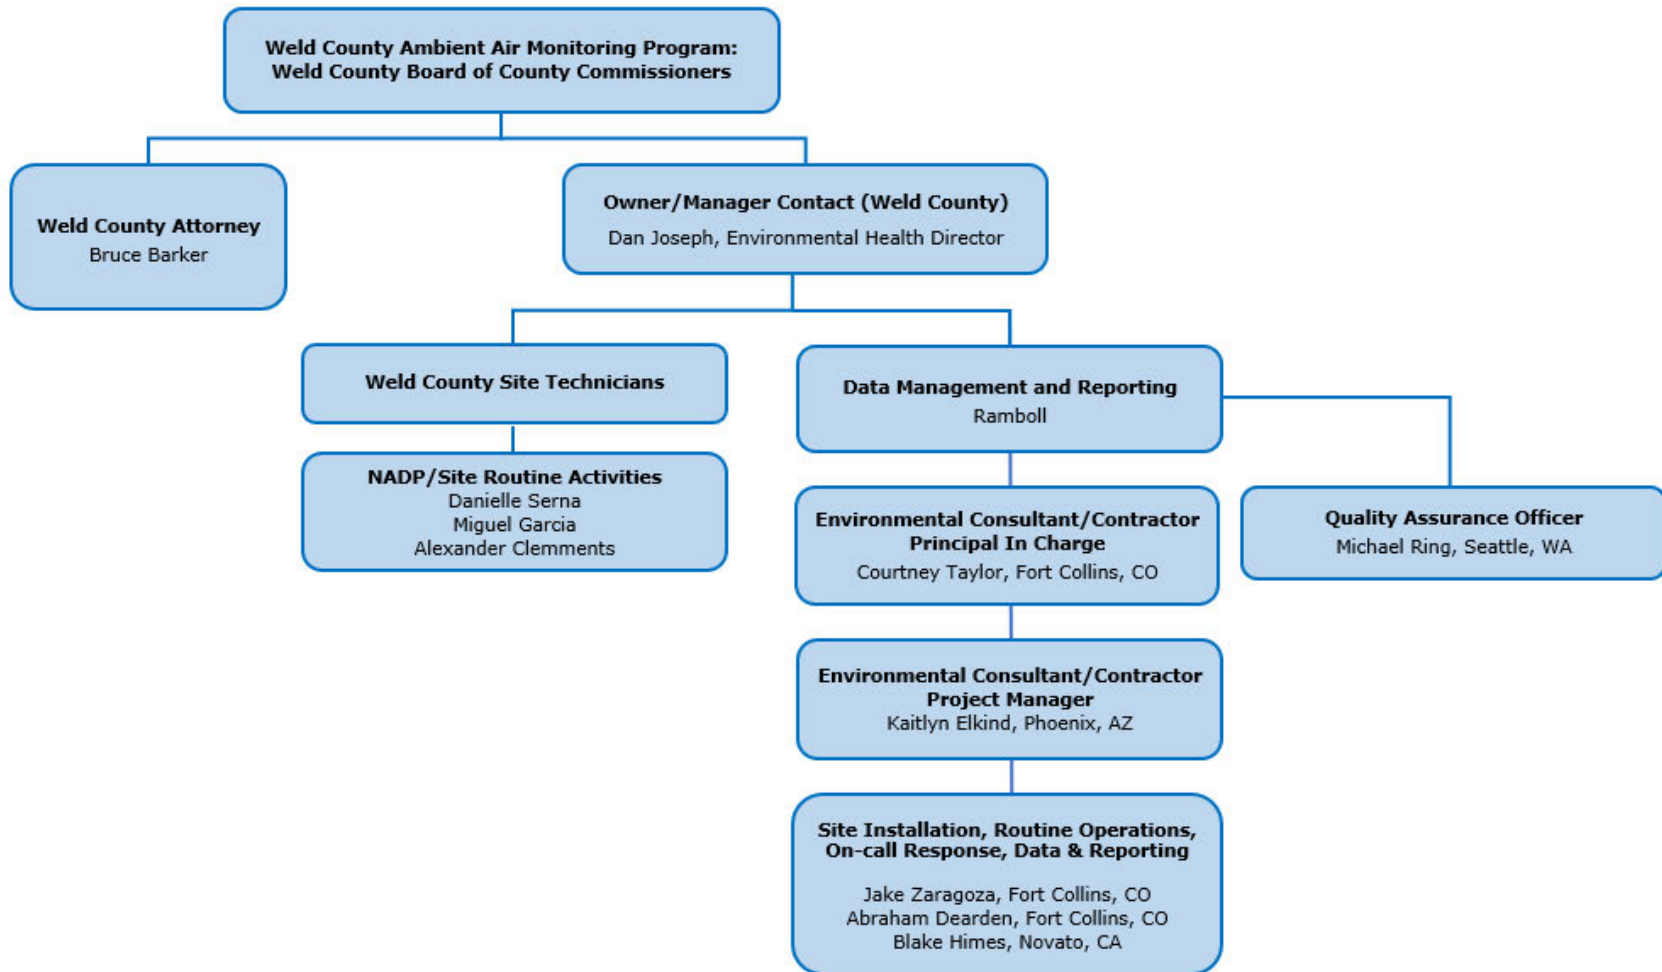 Weld County Ambient Air Monitoring Program:
Weld County Board of County Commissioners
Weld County Attorney
Bruce Barker
Owner/Manager Contact (Weld County)
Dan Joseph, Environmental Health Director
Weld County Site Technicians
NADP/Site Routine Activities
Danielle Serna
Miguel Garcia
Alexander Clemments
Data Management and Reporting
Ramboll
Environmental Consultant/Contractor
Principal In Charge
Courtney Taylor, Fort Collins, CO
Quality Assurance Officer
Michael Ring, Seattle, WA
Environmental Consultant/Contractor
Project Manager
Kaitlyn Elkind, Phoenix, AZ
Site Installation, Routine Operations,
On-call Response, Data & Reporting
Jake Zaragoza, Fort Collins, CO
Abraham Dearden, Fort Collins, CO
Blake Himes, Novato, CA